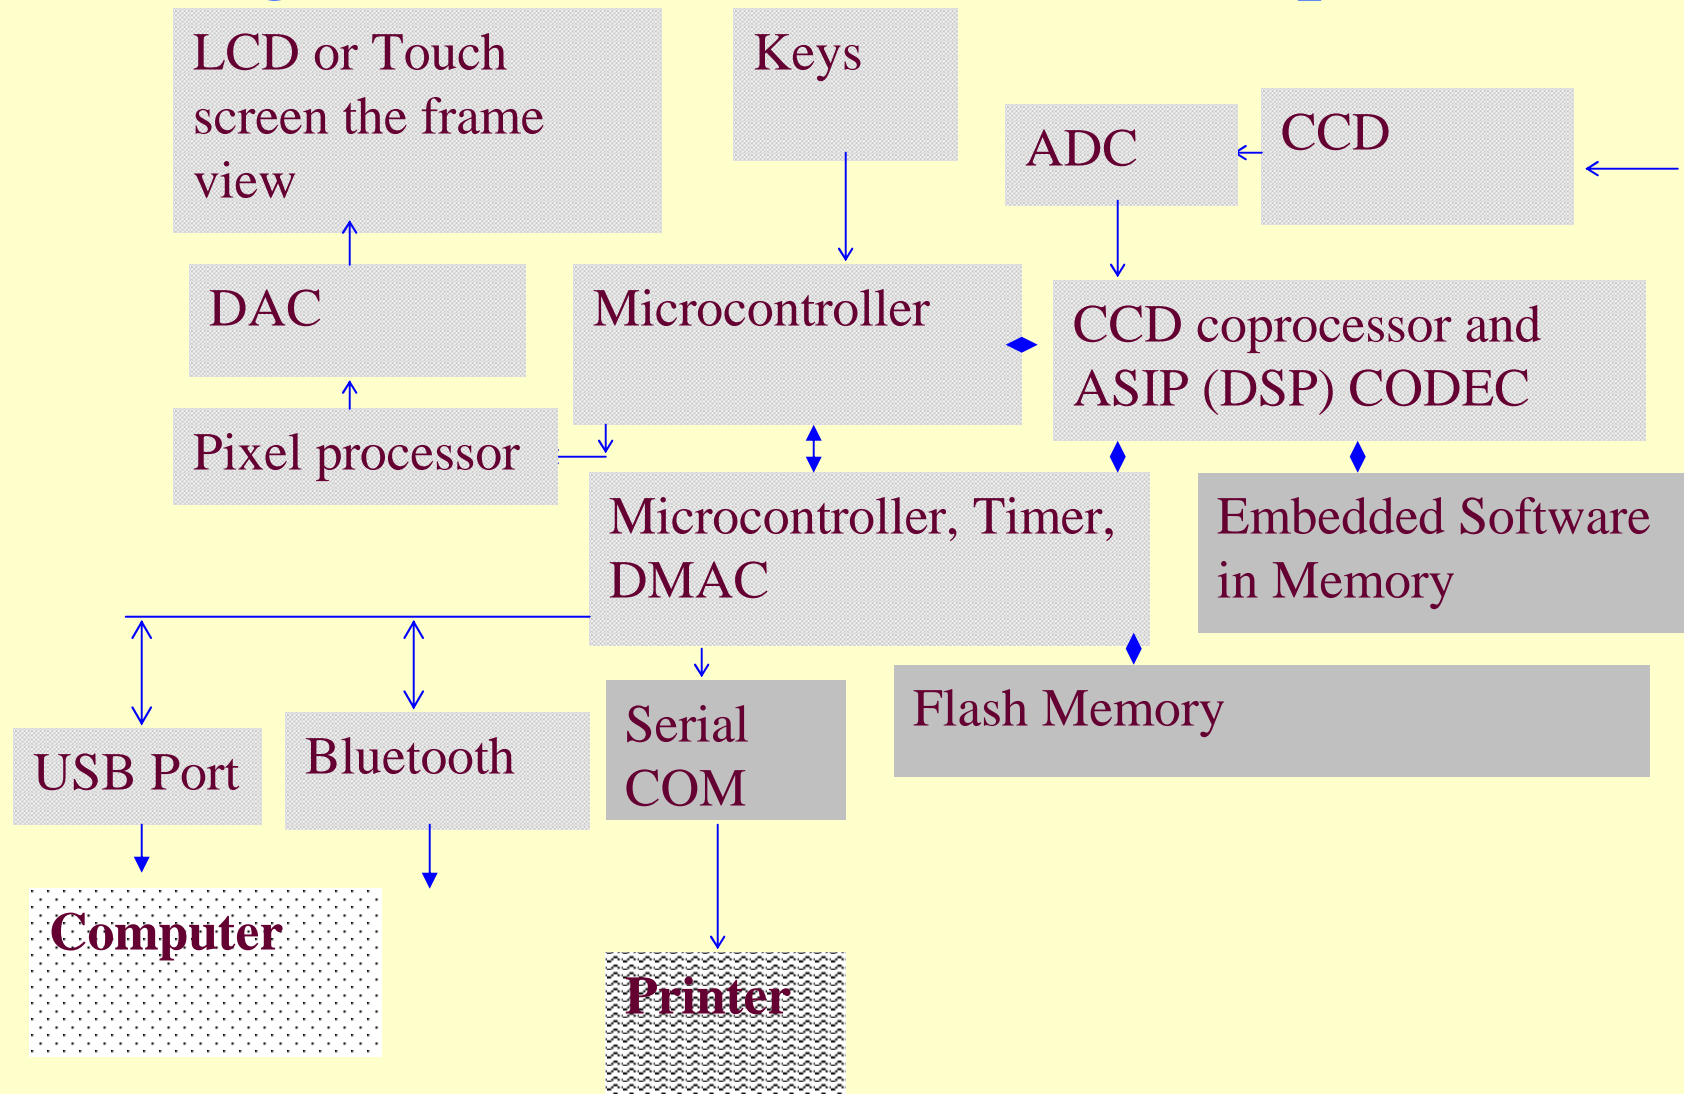 LCD or Touch
screen the frame
view
Keys
ADC
CCD
DAC
Microcontroller
CCD coprocessor and
ASIP (DSP) CODEC
Pixel processor
Microcontroller, Timer,
DMAC
Embedded Software
in Memory
Serial
COM
Flash Memory
USB Port
Bluetooth
Computer
Printer